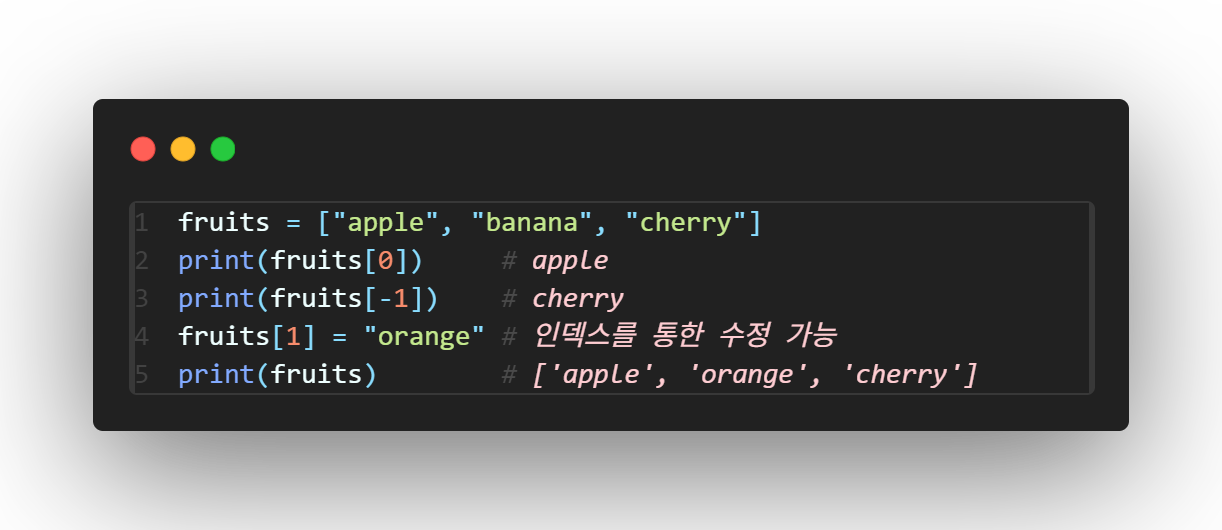 1 fruits = ["apple", "banana", "cherry"]
2 print(fruits[0])     # apple
3 print(fruits[-1])    # cherry
4 fruits[1] = "orange" # 인덱스를 통한 수정 가능
5 print(fruits)        # ['apple', 'orange', 'cherry']